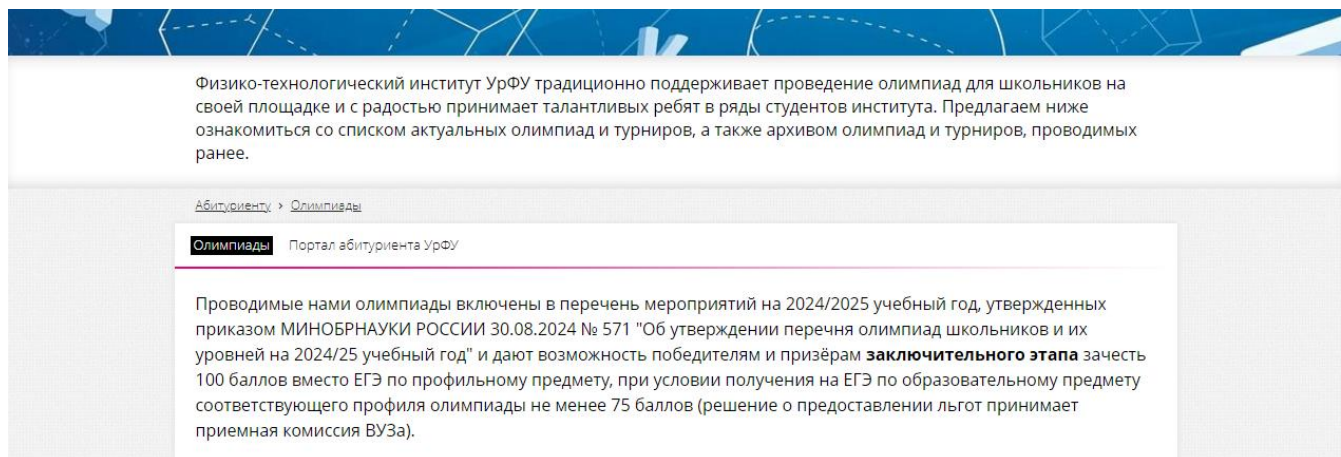 Физико-технологический институт УрФУ традиционно поддерживает проведение олимпиад для школьников на
своей площадке и с радостью принимает талантливых ребят в ряды студентов института. Предлагаем ниже
ознакомиться со списком актуальных олимпиад и турниров, а также архивом олимпиад и турниров, проводимых
ранее.
Абитуриенту › Олимпиады
Олимпиады Портал абитуриента УрФУ
Проводимые нами олимпиады включены в перечень мероприятий на 2024/2025 учебный год, утвержденных
приказом МИНОБРНАУКИ РОССИИ 30.08.2024 № 571 "Об утверждении перечня олимпиад школьников и их
уровней на 2024/25 учебный год" и дают возможность победителям и призёрам заключительного этапа зачесть
100 баллов вместо ЕГЭ по профильному предмету, при условии получения на ЕГЭ по образовательному предмету
соответствующего профиля олимпиады не менее 75 баллов (решение о предоставлении льгот принимает
приемная комиссия ВУЗа).